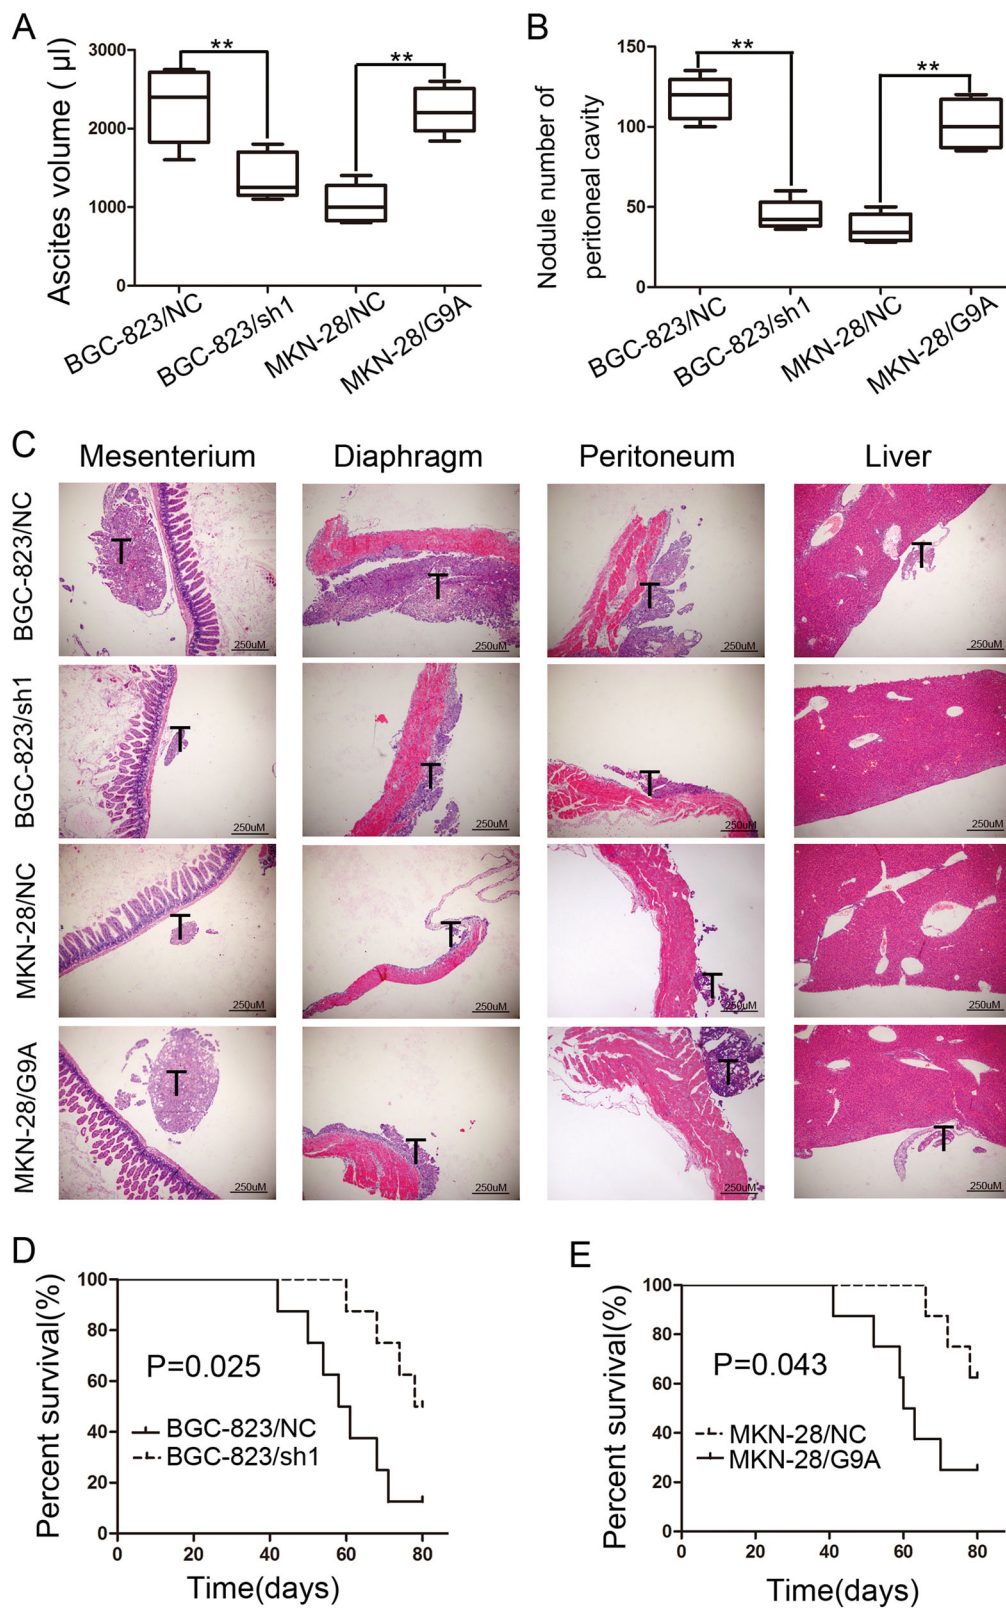 A
Ascites volume ( µl)
3000
2000
1000
0
**
**
BGC-823/NC
BGC-823/sh1
MKN-28/NC
MKN-28/G9A
B
Nodule number of
peritoneal cavity
150
100
50
0
**
**
BGC-823/NC
BGC-823/sh1
MKN-28/NC
MKN-28/G9A
C
Mesenterium
Diaphragm
Peritoneum
Liver
BGC-823/NC
T
250uM
T
250uM
T
250uM
T
250uM
BGC-823/sh1
T
250uM
T
250uM
T
250uM
250uM
MKN-28/NC
T
250uM
T
250uM
T
250uM
250uM
MKN-28/G9A
T
250uM
T
250uM
T
250uM
T
250uM
D
Percent survival(%)
100
80
60
40
20
0
P=0.025
BGC-823/NC
BGC-823/sh1
0
20
40
60
80
Time(days)
E
Percent survival(%)
100
80
60
40
20
0
P=0.043
MKN-28/NC
MKN-28/G9A
0
20
40
60
80
Time(days)